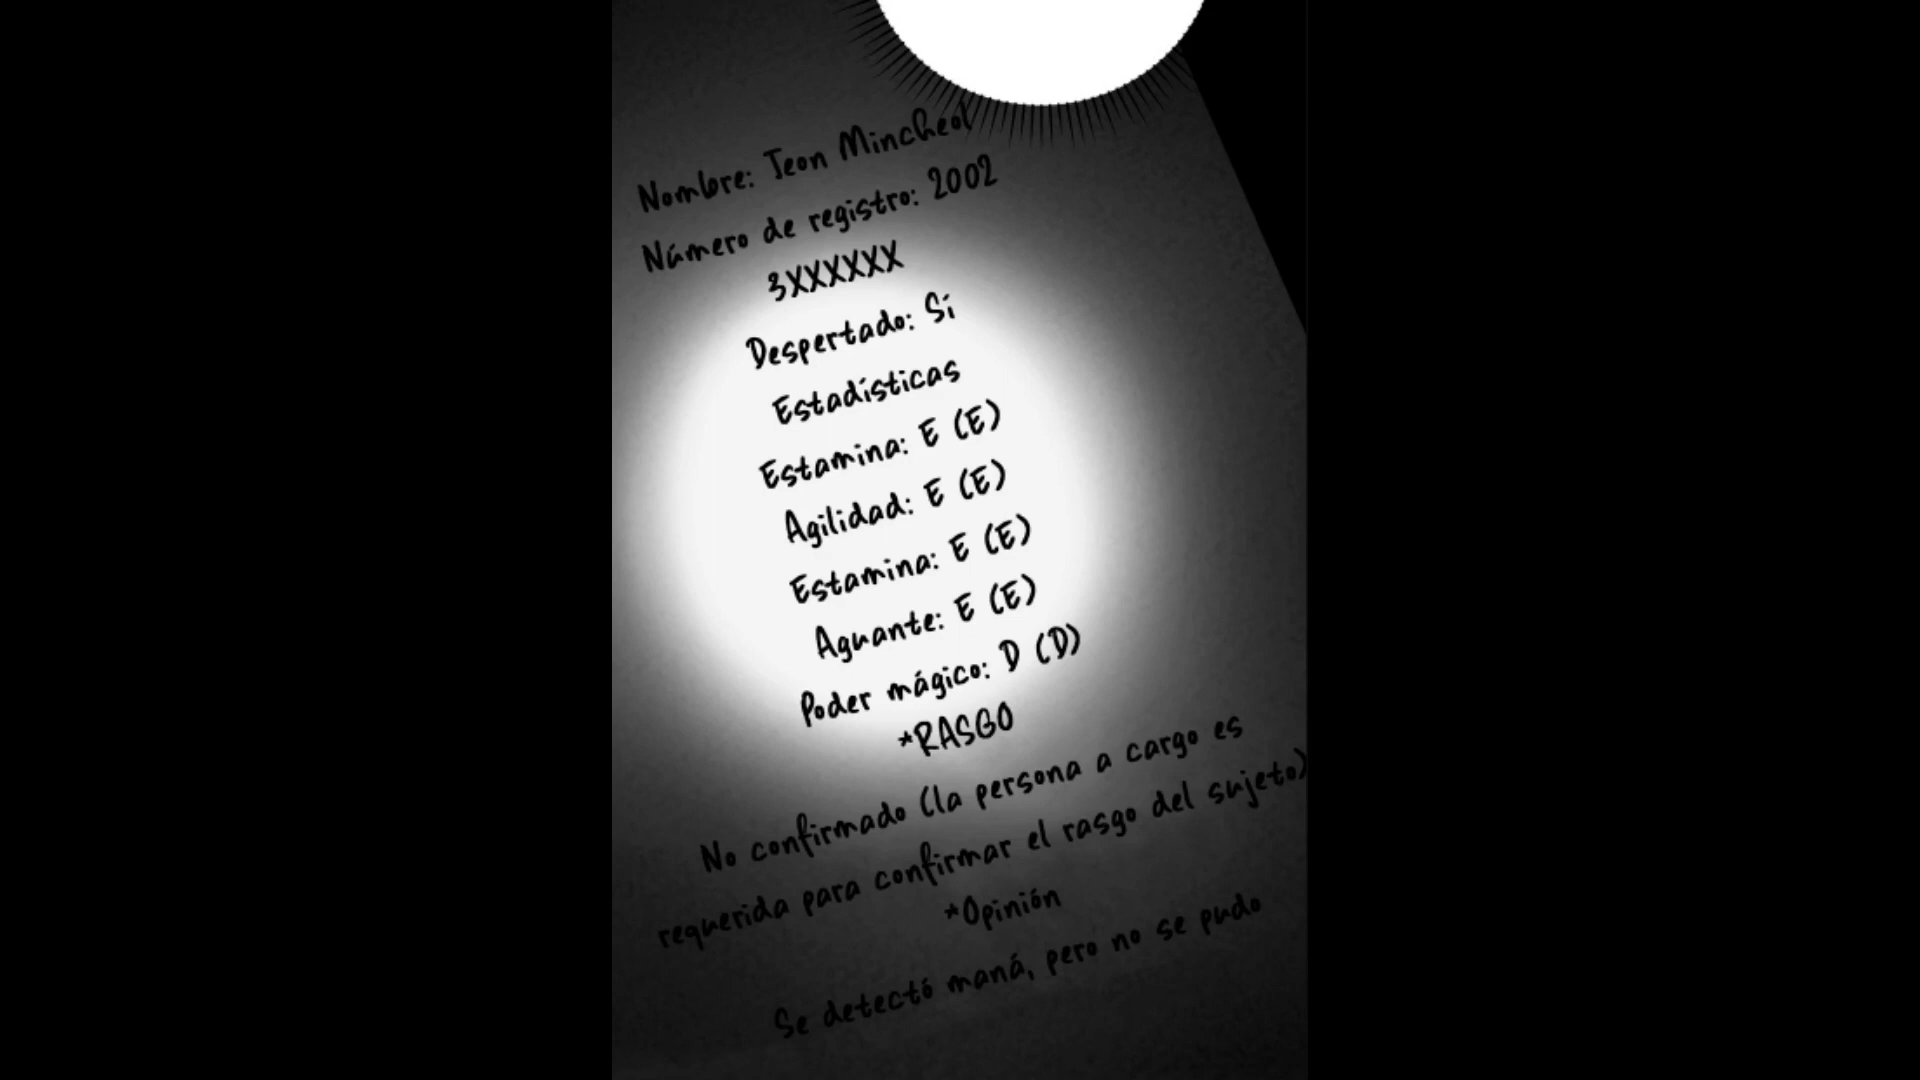 Nombre: Jeon Mincheol
Número de registro: 2002
3XXXXXX
Despertado: Sí
Estadísticas
Estamina: E (E)
Agilidad: E (E)
Estamina: E (E)
Aguante: E (E)
Poder mágico: D (D)
*RASGO
No confirmado (la persona a cargo es
requerida para confirmar el rasgo del sujeto)
*Opinión
Se detectó maná, pero no se pudo